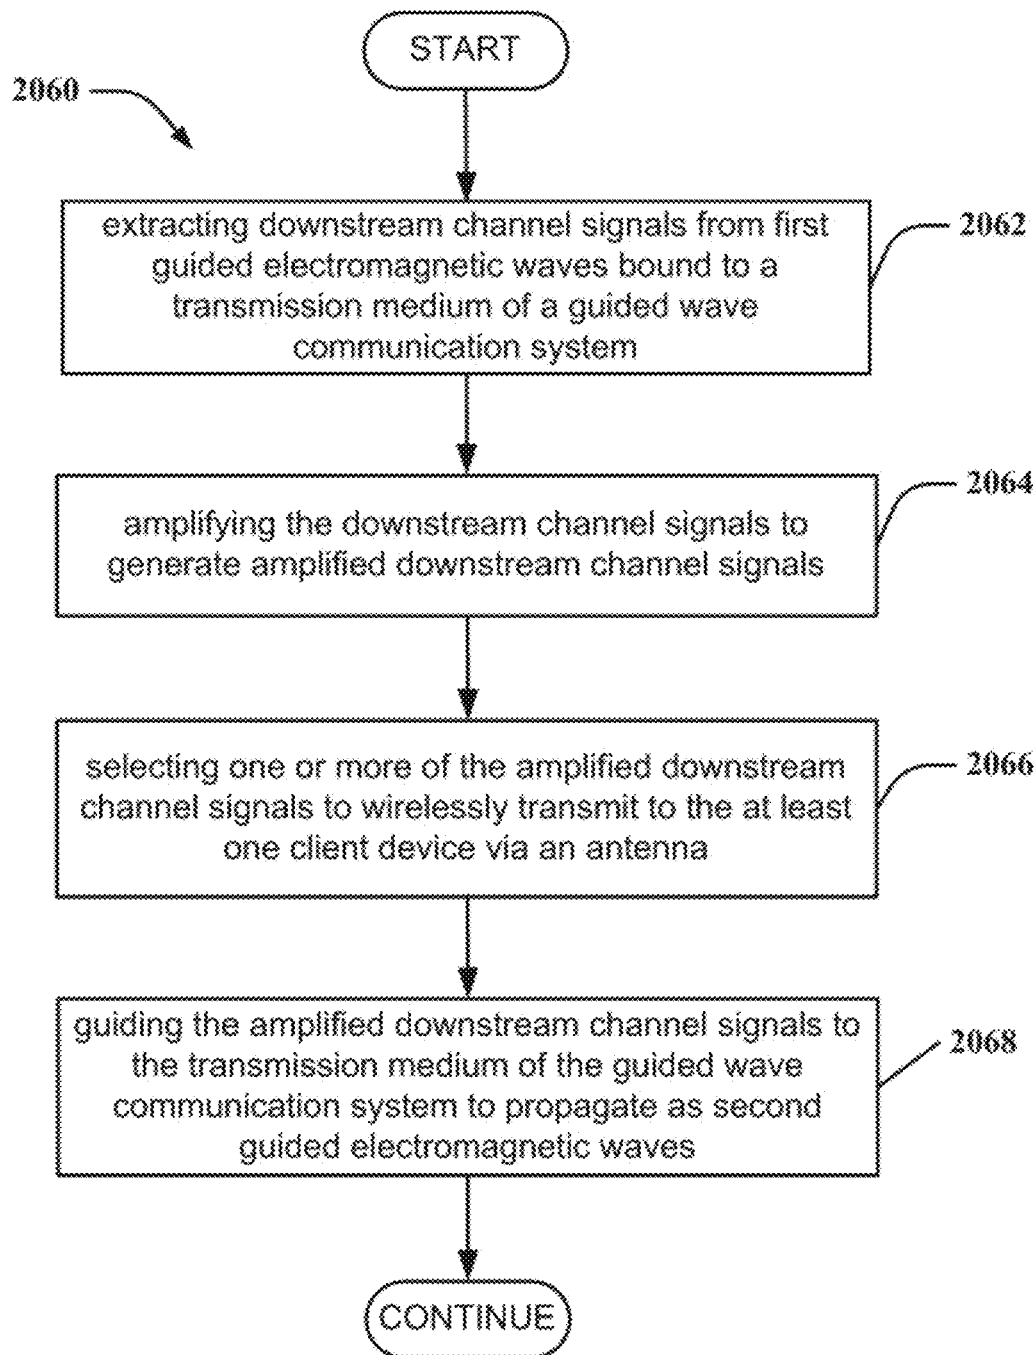 START
2060
extracting downstream channel signals from first
guided electromagnetic waves bound to a
transmission medium of a guided wave
communication system
2062
amplifying the downstream channel signals to
generate amplified downstream channel signals
2064
selecting one or more of the amplified downstream
channel signals to wirelessly transmit to the at least
one client device via an antenna
2066
guiding the amplified downstream channel signals to
the transmission medium of the guided wave
communication system to propagate as second
guided electromagnetic waves
2068
CONTINUE